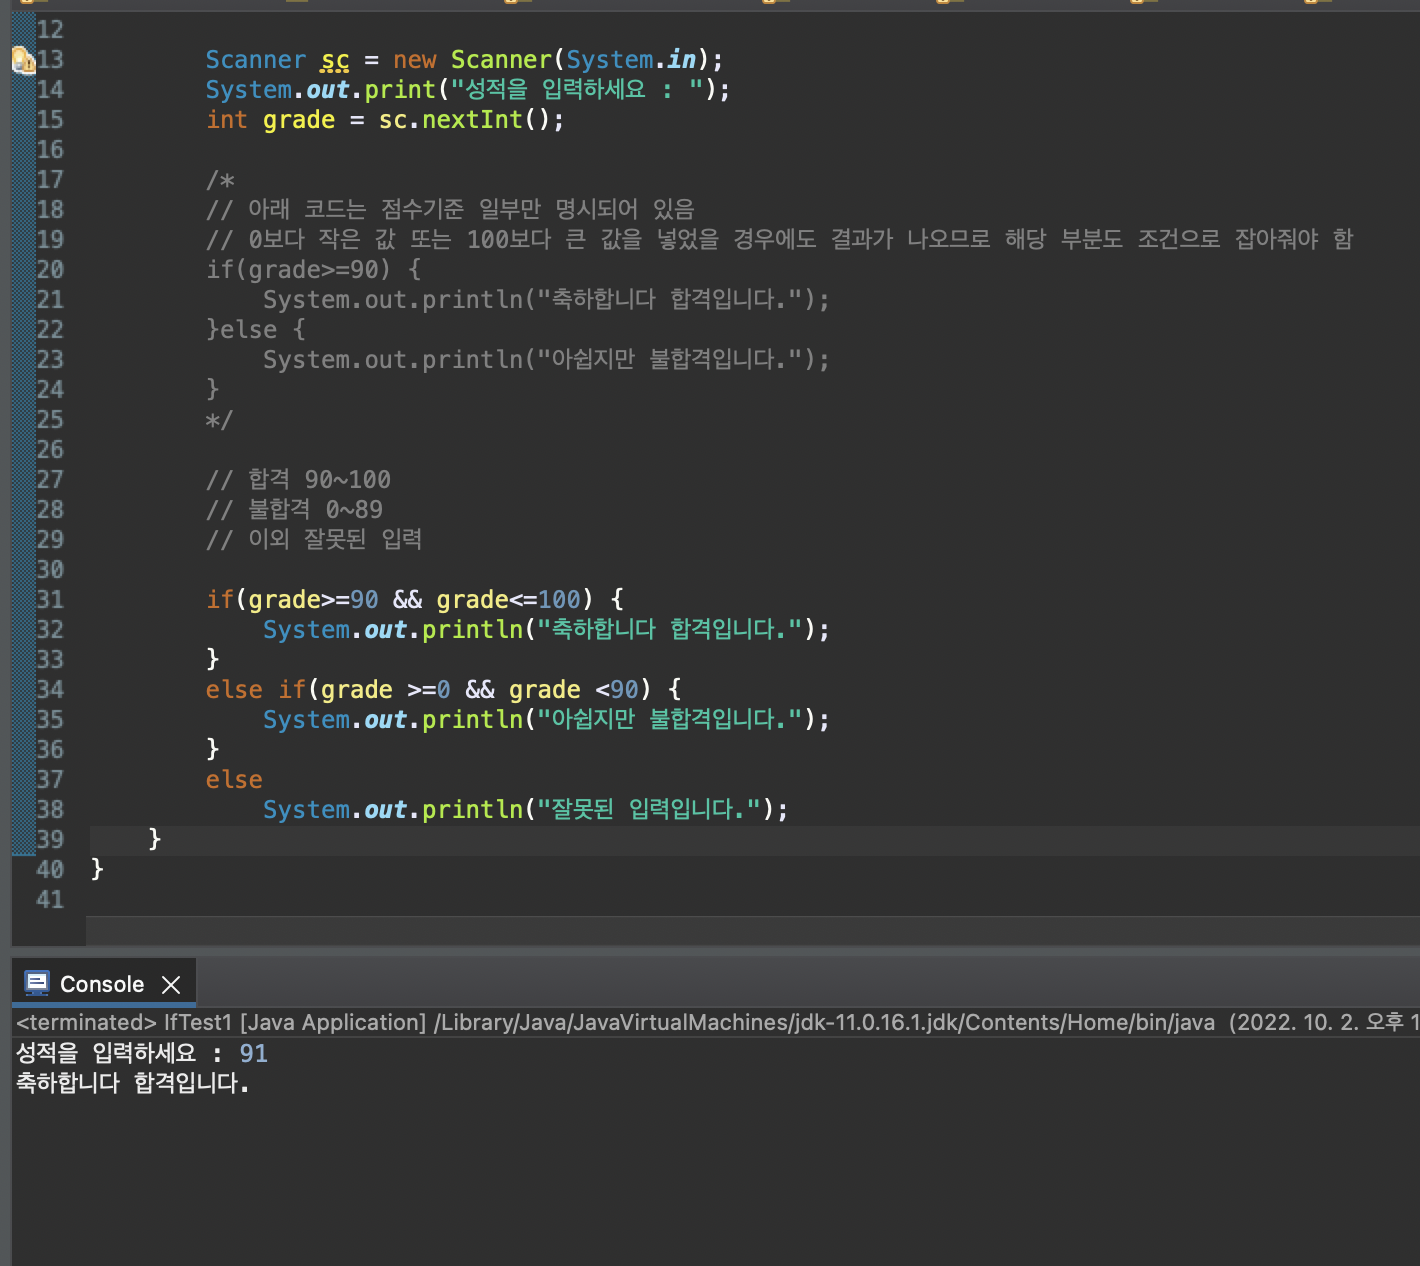 12
13 Scanner sc = new Scanner(System.in);
14 System.out.print("성적을 입력하세요 : ");
15 int grade = sc.nextInt();
16
17 /*
18 // 아래 코드는 점수기준 일부만 명시되어 있음
19 // 0보다 작은 값 또는 100보다 큰 값을 넣었을 경우에도 결과가 나오므로 해당 부분도 조건으로 잡아줘야 함
20 if(grade>=90) {
21 System.out.println("축하합니다 합격입니다.");
22 }else {
23 System.out.println("아쉽지만 불합격입니다.");
24 }
25 */
26
27 // 합격 90~100
28 // 불합격 0~89
29 // 이외 잘못된 입력
30
31 if(grade>=90 && grade<=100) {
32 System.out.println("축하합니다 합격입니다.");
33 }
34 else if(grade >=0 && grade <90) {
35 System.out.println("아쉽지만 불합격입니다.");
36 }
37 else
38 System.out.println("잘못된 입력입니다.");
39 }
40 }
41
Console
<terminated> IfTest1 [Java Application] /Library/Java/JavaVirtualMachines/jdk-11.0.16.1.jdk/Contents/Home/bin/java (2022. 10. 2. 오후 1
성적을 입력하세요 : 91
축하합니다 합격입니다.